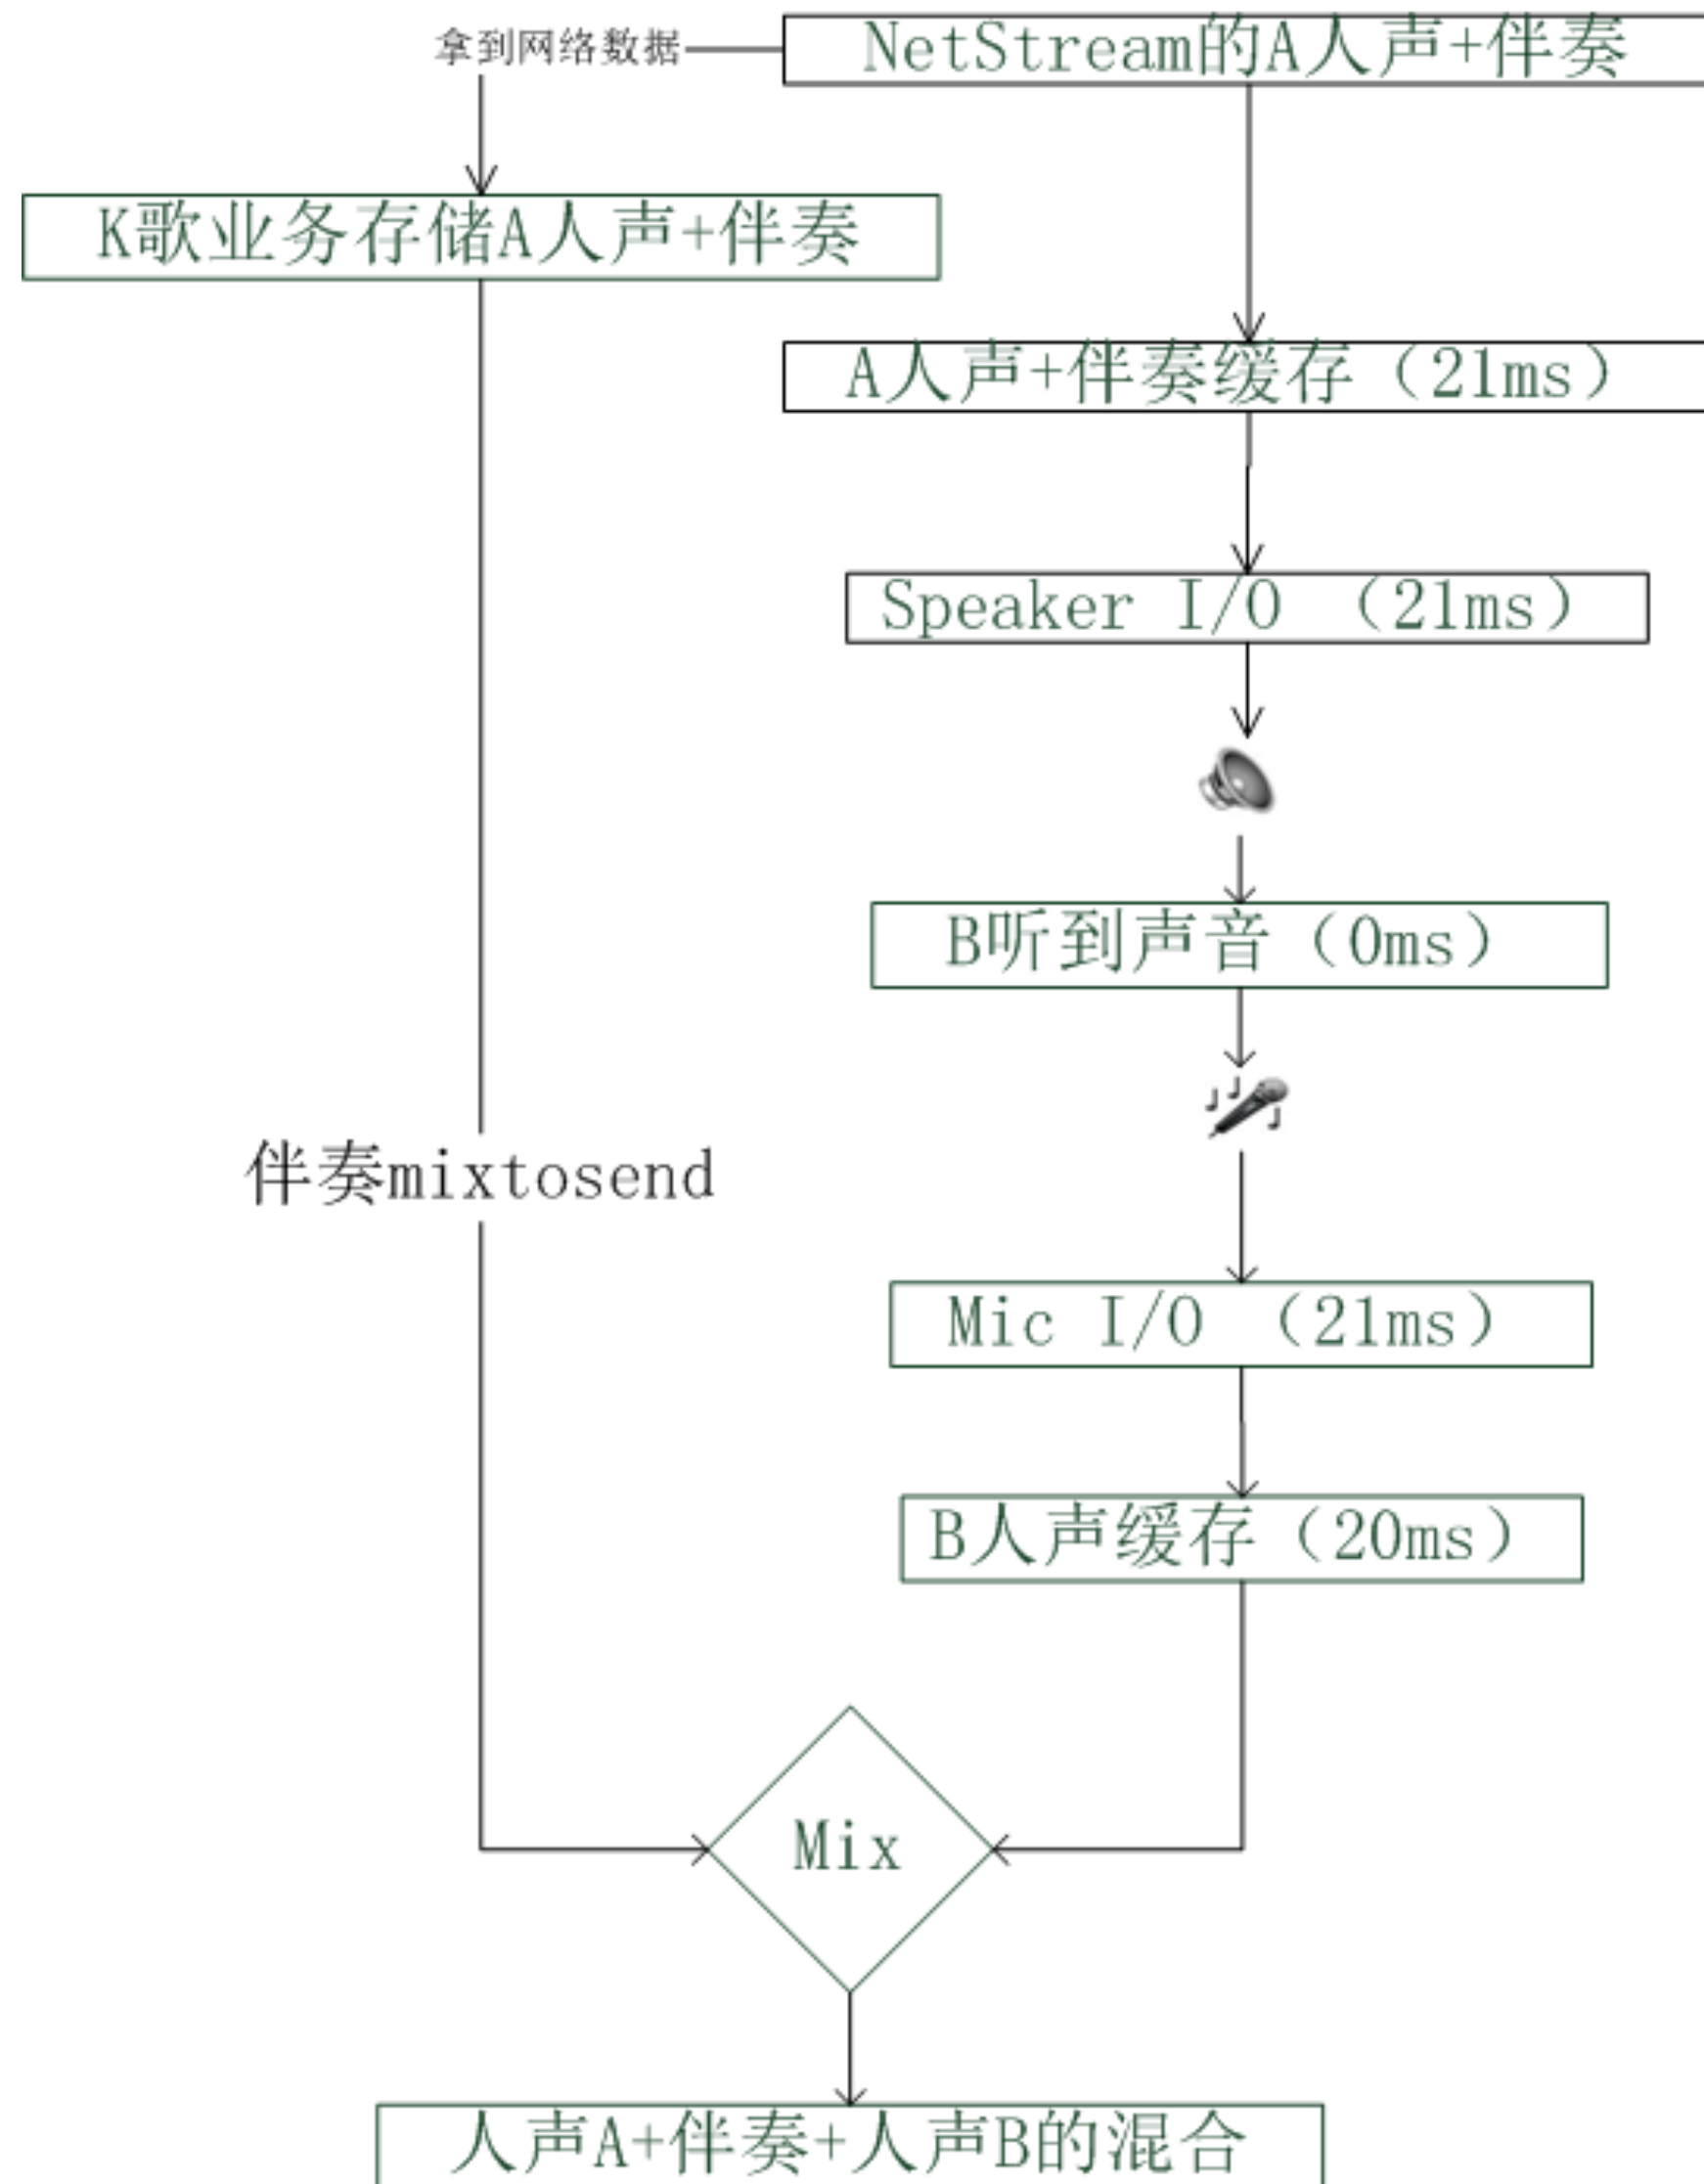 拿到网络数据
NetStream的A人声+伴奏
K歌业务存储A人声+伴奏
A人声+伴奏缓存（21ms）
Speaker I/O （21ms）
B听到声音（0ms）
伴奏mixtosend
Mic I/O （21ms）
B人声缓存（20ms）
Mix
人声A+伴奏+人声B的混合